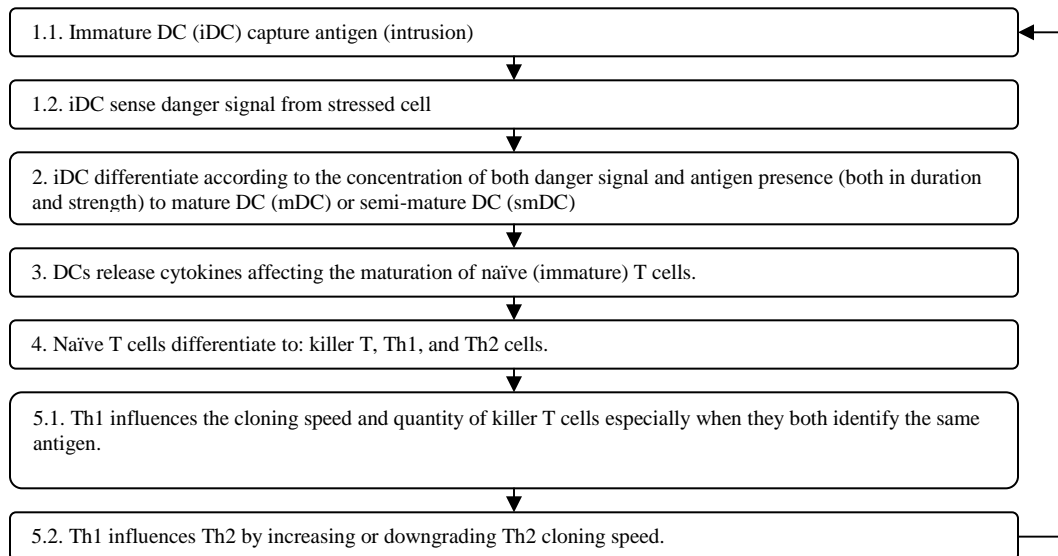 1.1. Immature DC (iDC) capture antigen (intrusion)
1.2. iDC sense danger signal from stressed cell
2. iDC differentiate according to the concentration of both danger signal and antigen presence (both in duration
and strength) to mature DC (mDC) or semi-mature DC (smDC)
3. DCs release cytokines affecting the maturation of naïve (immature) T cells.
4. Naïve T cells differentiate to: killer T, Th1, and Th2 cells.
5.1. Th1 influences the cloning speed and quantity of killer T cells especially when they both identify the same
antigen.
5.2. Th1 influences Th2 by increasing or downgrading Th2 cloning speed.